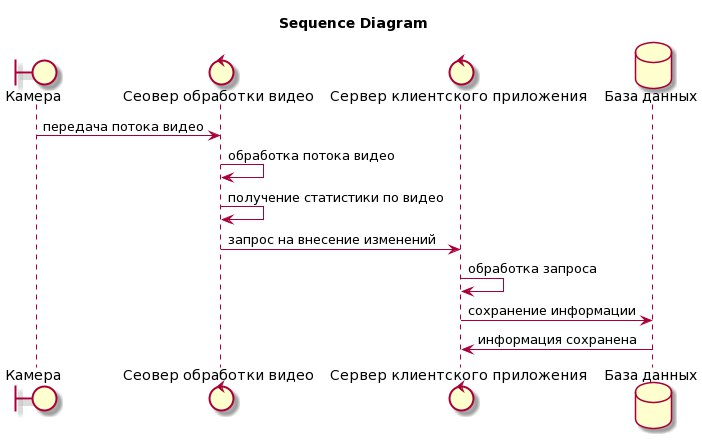 Sequence Diagram
Камера
Сеовер обработки видео
Сервер клиентского приложения
База данных
передача потока видео
обработка потока видео
получение статистики по видео
запрос на внесение изменений
обработка запроса
сохранение информации
информация сохранена
Камера
Сеовер обработки видео
Сервер клиентского приложения
База данных